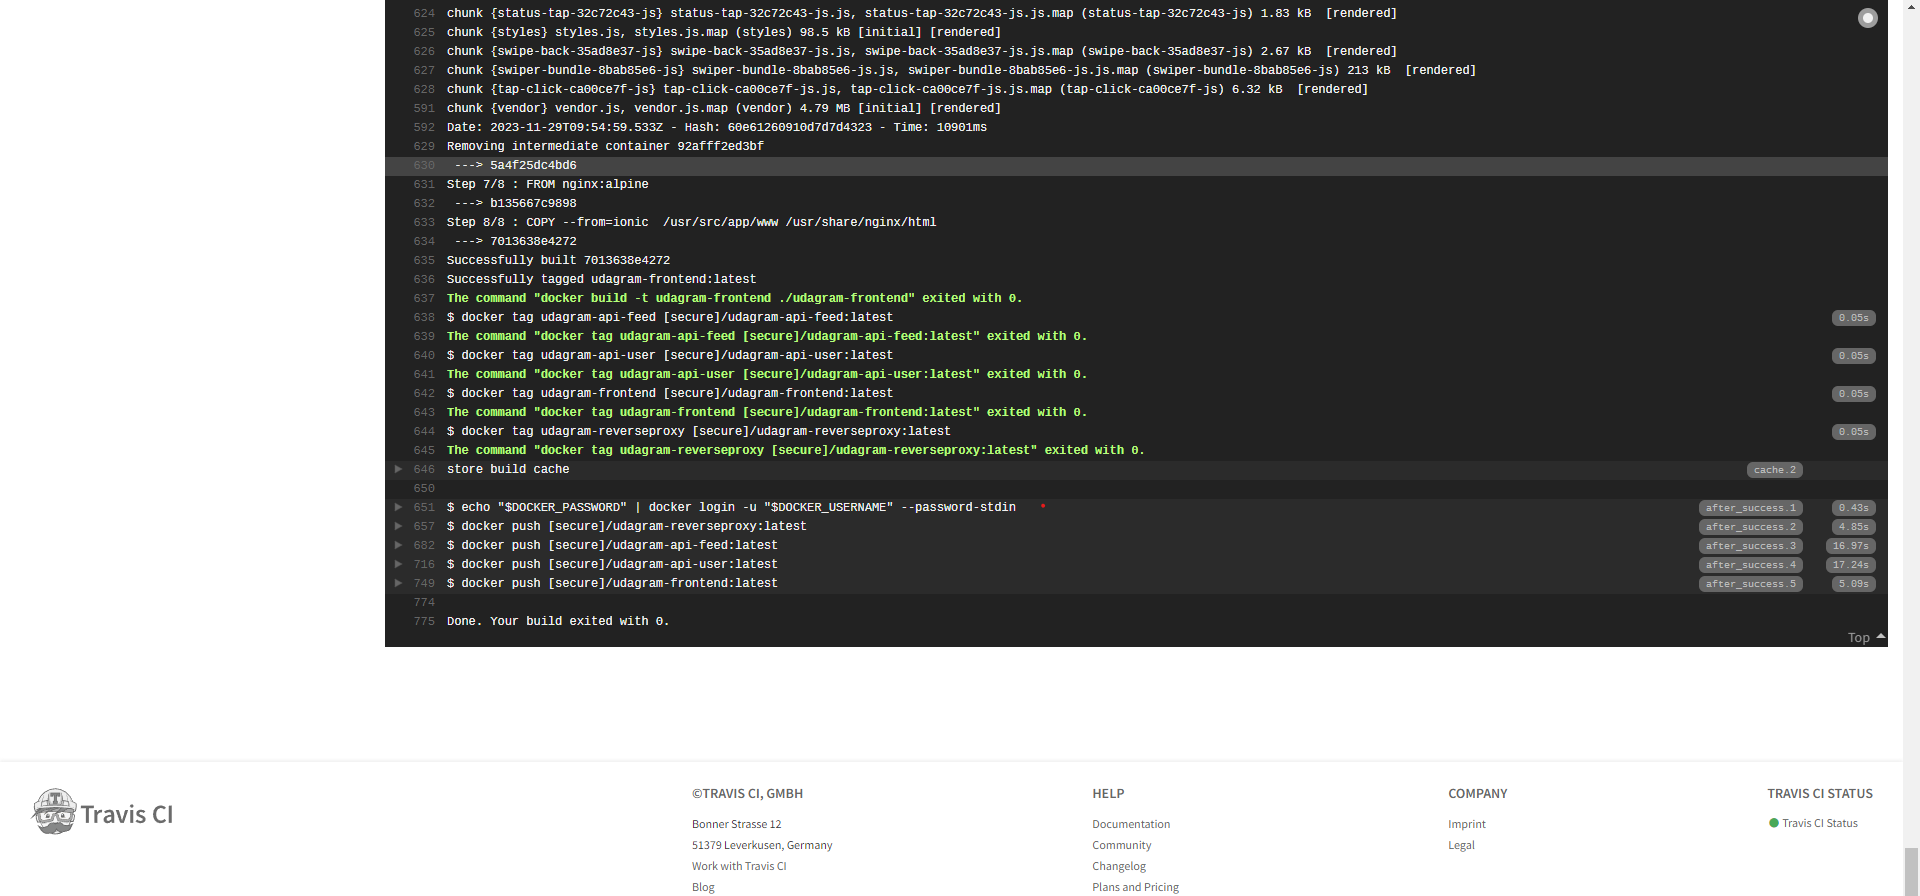 624 chunk {status-tap-32c72c43-js} status-tap-32c72c43-js.js, status-tap-32c72c43-js.js.map (status-tap-32c72c43-js) 1.83 kB [rendered]
625 chunk {styles} styles.js, styles.js.map (styles) 98.5 kB [initial] [rendered]
626 chunk {swipe-back-35ad8e37-js} swipe-back-35ad8e37-js.js, swipe-back-35ad8e37-js.js.map (swipe-back-35ad8e37-js) 2.67 kB [rendered]
627 chunk {swiper-bundle-8bab85e6-js} swiper-bundle-8bab85e6-js.js, swiper-bundle-8bab85e6-js.js.map (swiper-bundle-8bab85e6-js) 213 kB [rendered]
628 chunk {tap-click-ca00ce7f-js} tap-click-ca00ce7f-js.js, tap-click-ca00ce7f-js.js.map (tap-click-ca00ce7f-js) 6.32 kB [rendered]
591 chunk {vendor} vendor.js, vendor.js.map (vendor) 4.79 MB [initial] [rendered]
592 Date: 2023-11-29T09:54:59.533Z - Hash: 60e61260910d7d7d4323 - Time: 10901ms
629 Removing intermediate container 92afff2ed3bf
630 ---> 5a4f25dc4bd6
631 Step 7/8 : FROM nginx:alpine
632 ---> b135667c9898
633 Step 8/8 : COPY --from=ionic /usr/src/app/www /usr/share/nginx/html
634 ---> 7013638e4272
635 Successfully built 7013638e4272
636 Successfully tagged udagram-frontend:latest
637 The command "docker build -t udagram-frontend ./udagram-frontend" exited with 0.
638 $ docker tag udagram-api-feed [secure]/udagram-api-feed:latest 0.05s
639 The command "docker tag udagram-api-feed [secure]/udagram-api-feed:latest" exited with 0.
640 $ docker tag udagram-api-user [secure]/udagram-api-user:latest 0.05s
641 The command "docker tag udagram-api-user [secure]/udagram-api-user:latest" exited with 0.
642 $ docker tag udagram-frontend [secure]/udagram-frontend:latest 0.05s
643 The command "docker tag udagram-frontend [secure]/udagram-frontend:latest" exited with 0.
644 $ docker tag udagram-reverseproxy [secure]/udagram-reverseproxy:latest 0.05s
645 The command "docker tag udagram-reverseproxy [secure]/udagram-reverseproxy:latest" exited with 0.
646 store build cache cache.2
650
651 $ echo "$DOCKER_PASSWORD" | docker login -u "$DOCKER_USERNAME" --password-stdin after_success.1 0.43s
657 $ docker push [secure]/udagram-reverseproxy:latest after_success.2 4.85s
682 $ docker push [secure]/udagram-api-feed:latest after_success.3 16.97s
716 $ docker push [secure]/udagram-api-user:latest after_success.4 17.24s
749 $ docker push [secure]/udagram-frontend:latest after_success.5 5.09s
774
775 Done. Your build exited with 0.
Top
Travis CI
©TRAVIS CI, GMBH
Bonner Strasse 12
51379 Leverkusen, Germany
Work with Travis CI
Blog
HELP
Documentation
Community
Changelog
Plans and Pricing
COMPANY
Imprint
Legal
TRAVIS CI STATUS
Travis CI Status